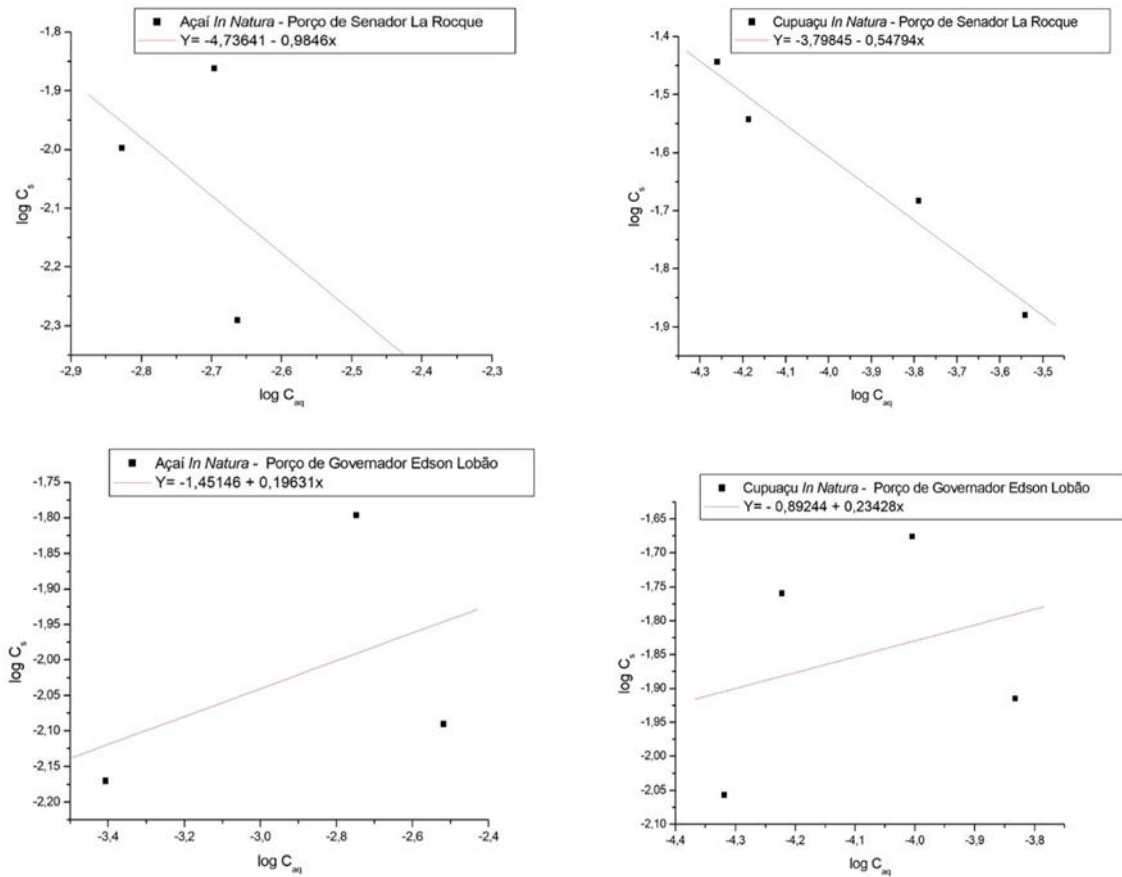 Açaí In Natura - Porço de Senador La Rocque
Y= -4,73641 - 0,9846x
-1,8
-1,9
-2,0
-2,1
-2,2
-2,3
log C_s
-2,9 -2,8 -2,7 -2,6 -2,5 -2,4 -2,3
log C_aq
Cupuaçu In Natura - Porço de Senador La Rocque
Y= -3,79845 - 0,54794x
-1,4
-1,5
-1,6
-1,7
-1,8
-1,9
log C_s
-4,3 -4,2 -4,1 -4,0 -3,9 -3,8 -3,7 -3,6 -3,5
log C_aq
Açaí In Natura - Porço de Governador Edson Lobão
Y= -1,45146 + 0,19631x
-1,75
-1,80
-1,85
-1,90
-1,95
-2,00
-2,05
-2,10
-2,15
-2,20
log C_s
-3,4 -3,2 -3,0 -2,8 -2,6 -2,4
log C_aq
Cupuaçu In Natura - Porço de Governador Edson Lobão
Y= - 0,89244 + 0,23428x
-1,65
-1,70
-1,75
-1,80
-1,85
-1,90
-1,95
-2,00
-2,05
-2,10
log C_s
-4,4 -4,3 -4,2 -4,1 -4,0 -3,9 -3,8
log C_aq